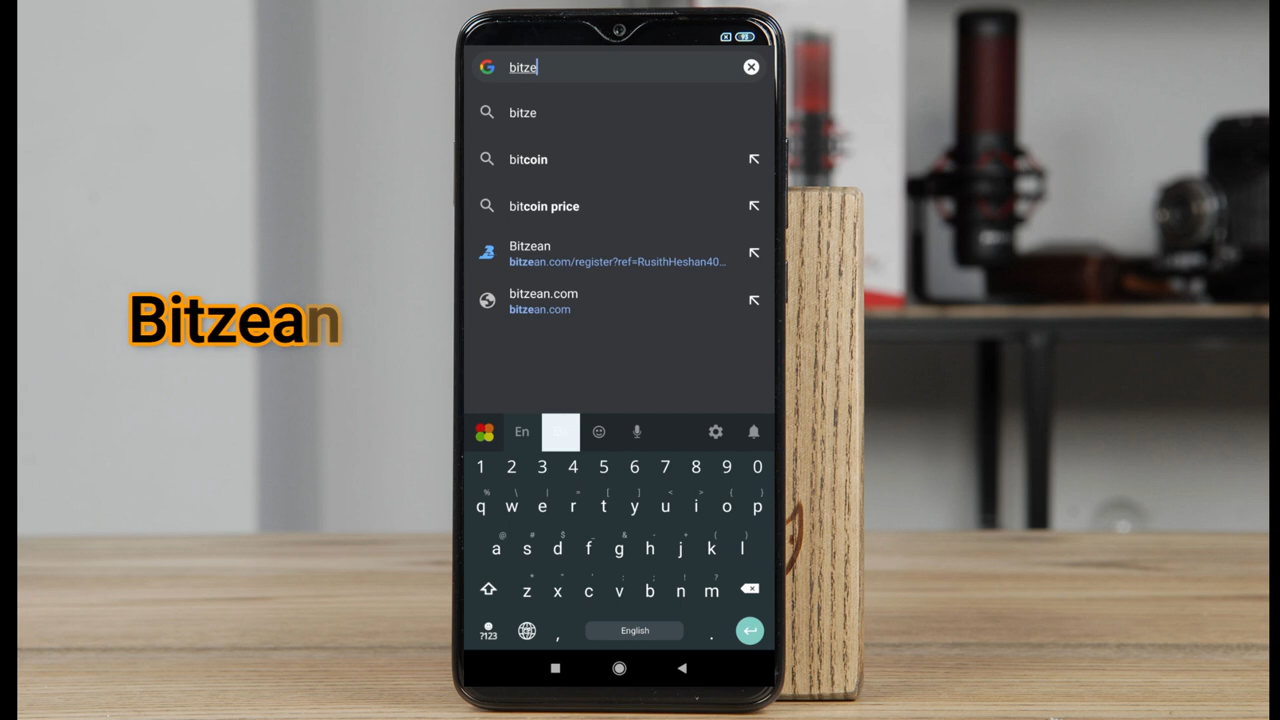 93
bitze
bitze
bitcoin
bitcoin price
Bitzean
bitzean.com/register?ref=RusithHeshan40...
bitzean.com
bitzean.com
Bitzean
En
1 2 3 4 5 6 7 8 9 0
% \ | = [ ] < > { }
q w e r t y u i o p
@ # $ _ & - + ( )
a s d f g h j k l
* " ' : ; ! ?
z x c v b n m
?123 , English .